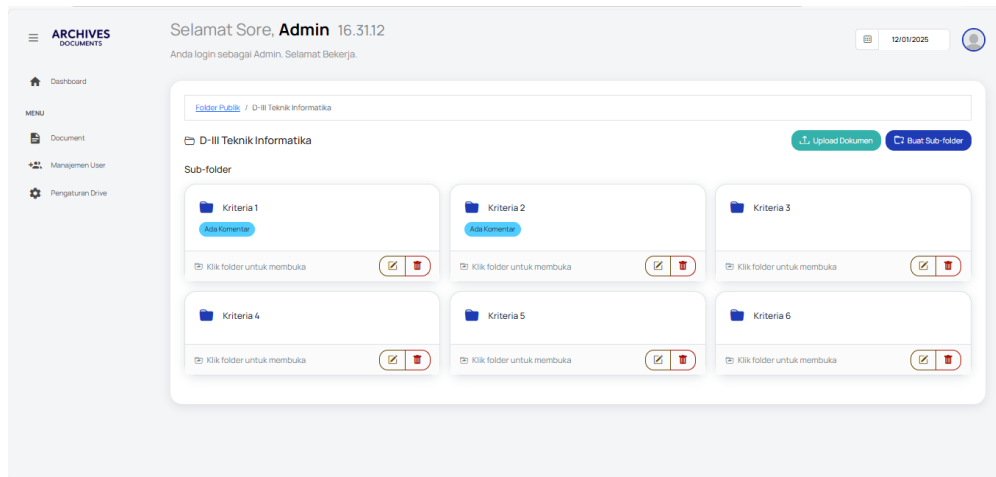 ARCHIVES
DOCUMENTS
Selamat Sore, Admin 16.31.12
Anda login sebagai Admin. Selamat Bekerja.
12/01/2025
Dashboard
MENU
Document
Manajemen User
Pengaturan Drive
Folder Publik / D-III Teknik Informatika
D-III Teknik Informatika
Upload Dokumen
Buat Sub-folder
Sub-folder
Kriteria 1
Ada Komentar
Klik folder untuk membuka
Kriteria 2
Ada Komentar
Klik folder untuk membuka
Kriteria 3
Klik folder untuk membuka
Kriteria 4
Klik folder untuk membuka
Kriteria 5
Klik folder untuk membuka
Kriteria 6
Klik folder untuk membuka